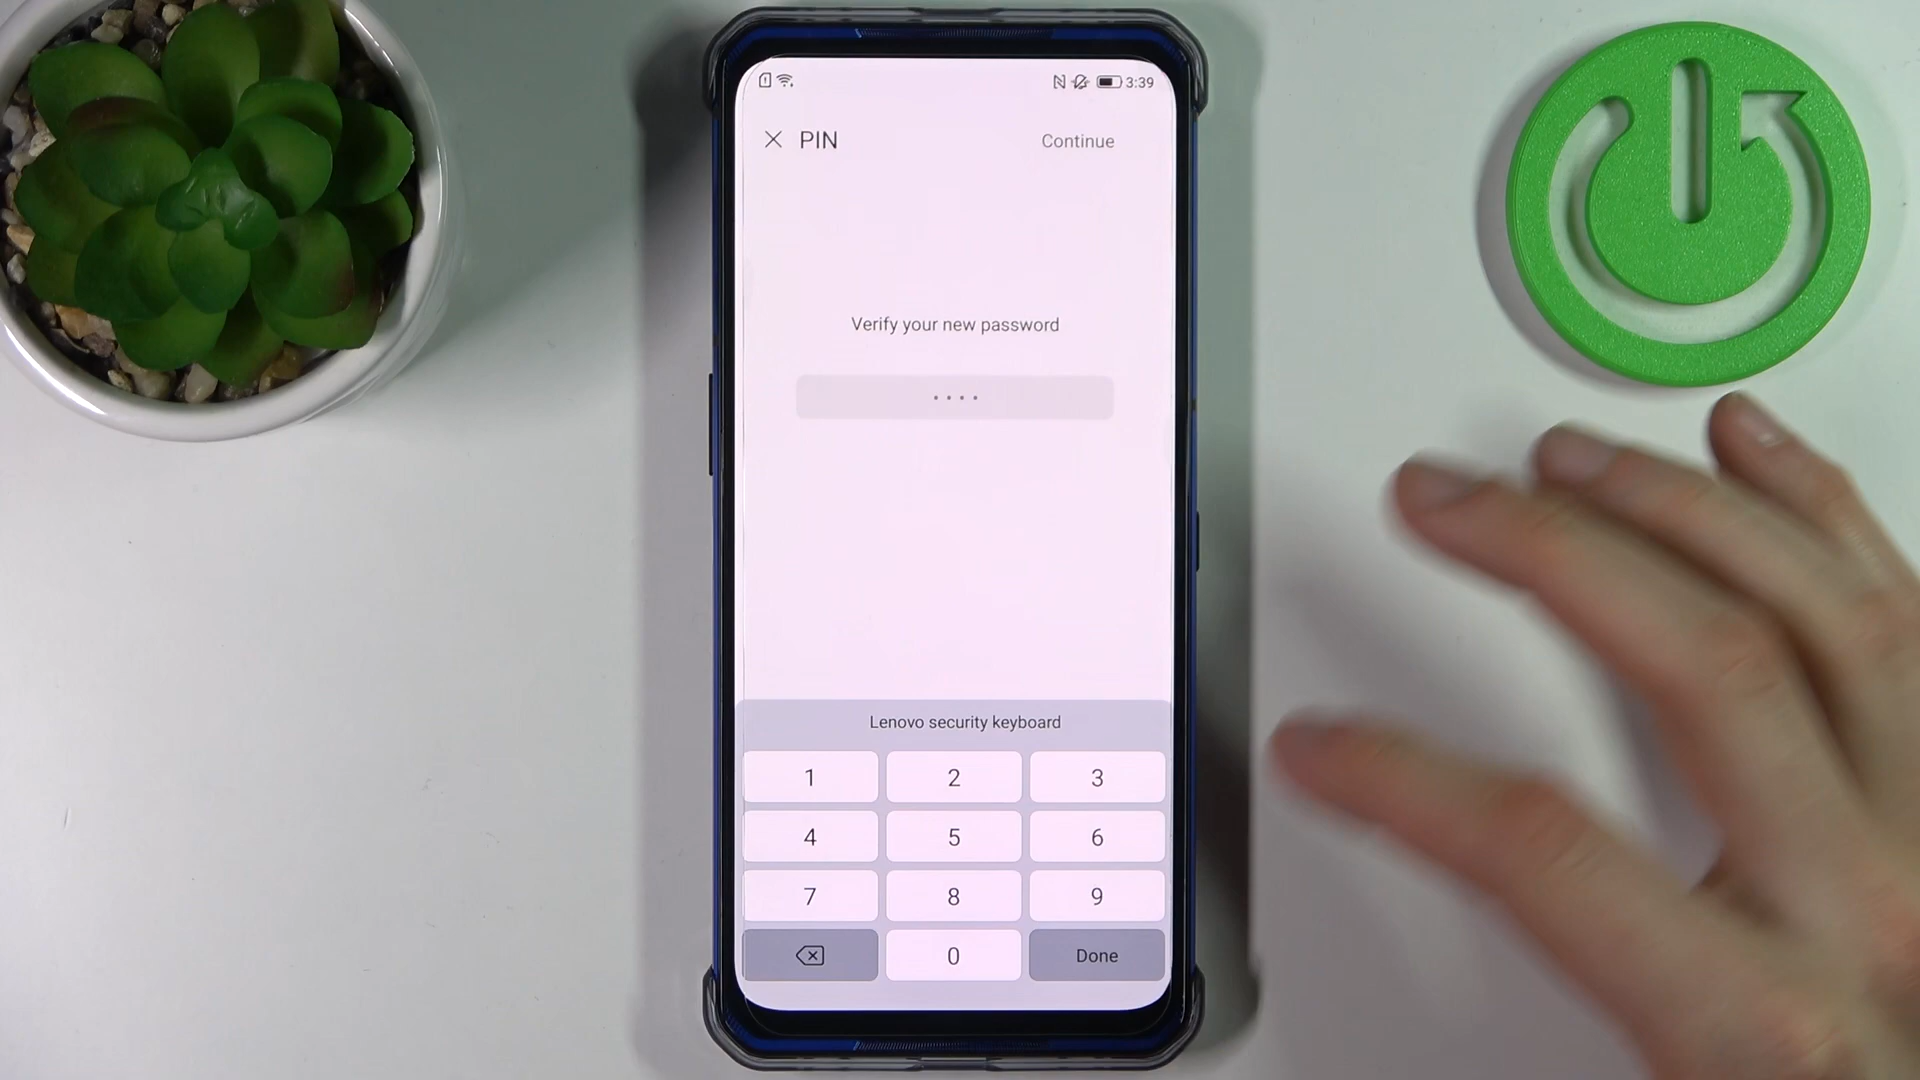 3:39
PIN
Continue
Verify your new password
Lenovo security keyboard
1 2 3
4 5 6
7 8 9
0 Done